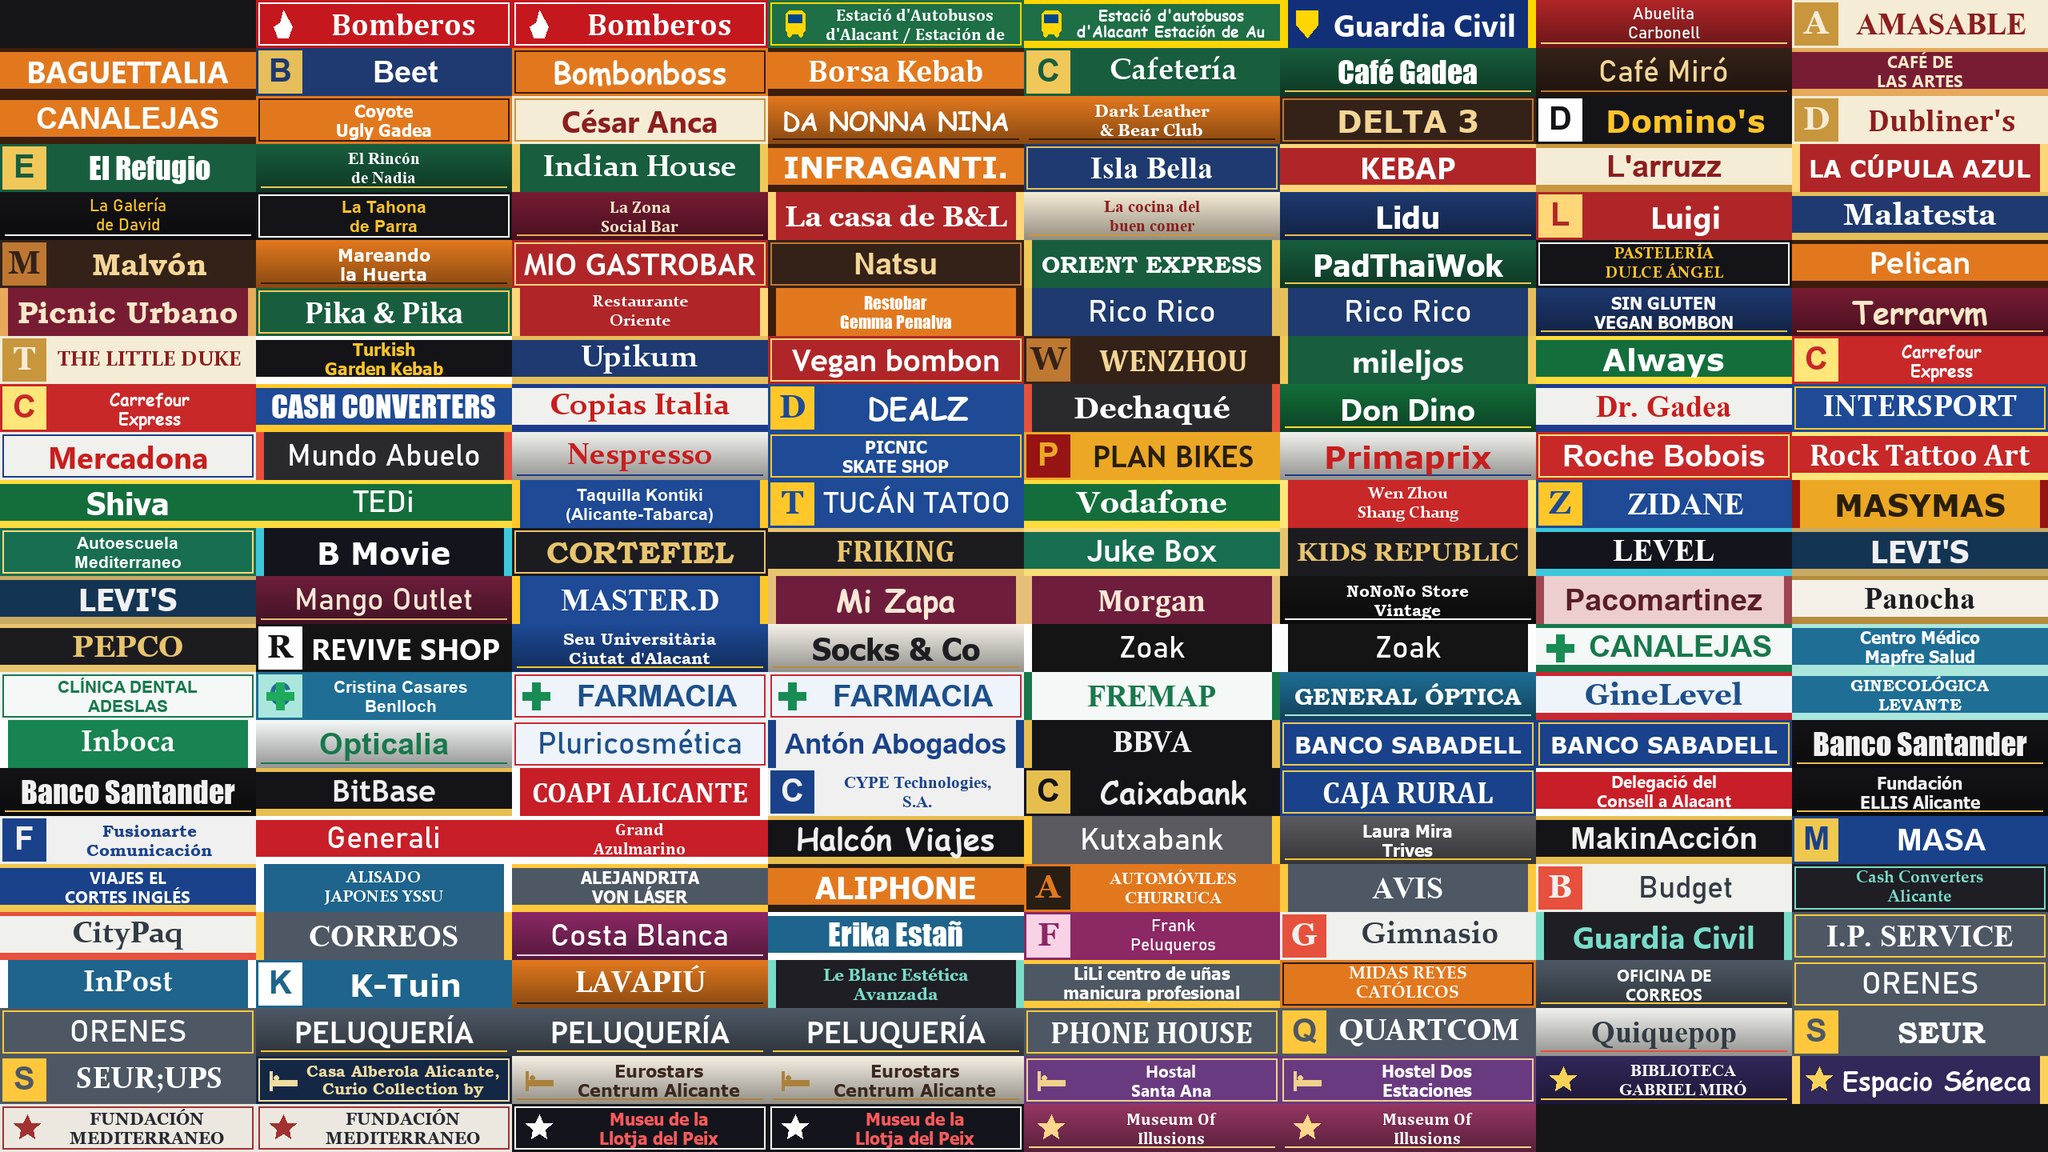 Bomberos
Bomberos
Estació d'Autobusos
d'Alacant / Estación de
Estació d'autobusos
d'Alacant Estación de Au
Guardia Civil
Abuelita
Carbonell
A AMASABLE
BAGUETTALIA
B Beet
Bombonboss
Borsa Kebab
C Cafetería
Café Gadea
Café Miró
CAFÉ DE
LAS ARTES
CANALEJAS
Coyote
Ugly Gadea
César Anca
DA NONNA NINA
Dark Leather
& Bear Club
DELTA 3
D Domino's
D Dubliner's
E El Refugio
El Rincón
de Nadia
Indian House
INFRAGANTI.
Isla Bella
KEBAP
L'arruzz
LA CÚPULA AZUL
La Galería
de David
La Tahona
de Parra
La Zona
Social Bar
La casa de B&L
La cocina del
buen comer
Lidu
L Luigi
Malatesta
M Malvón
Mareando
la Huerta
MIO GASTROBAR
Natsu
ORIENT EXPRESS
PadThaiWok
PASTELERÍA
DULCE ÁNGEL
Pelican
Picnic Urbano
Pika & Pika
Restaurante
Oriente
Restobar
Gemma Penalva
Rico Rico
Rico Rico
SIN GLUTEN
VEGAN BOMBON
Terrarvm
T THE LITTLE DUKE
Turkish
Garden Kebab
Upikum
Vegan bombon
W WENZHOU
mileljos
Always
C Carrefour
Express
C Carrefour
Express
CASH CONVERTERS
Copias Italia
D DEALZ
Dechaqué
Don Dino
Dr. Gadea
INTERSPORT
Mercadona
Mundo Abuelo
Nespresso
PICNIC
SKATE SHOP
P PLAN BIKES
Primaprix
Roche Bobois
Rock Tattoo Art
Shiva
TEDi
Taquilla Kontiki
(Alicante-Tabarca)
T TUCÁN TATOO
Vodafone
Wen Zhou
Shang Chang
Z ZIDANE
MASYMAS
Autoescuela
Mediterraneo
B Movie
CORTEFIEL
FRIKING
Juke Box
KIDS REPUBLIC
LEVEL
LEVI'S
LEVI'S
Mango Outlet
MASTER.D
Mi Zapa
Morgan
NoNoNo Store
Vintage
Pacomartinez
Panocha
PEPCO
R REVIVE SHOP
Seu Universitària
Ciutat d'Alacant
Socks & Co
Zoak
Zoak
CANALEJAS
Centro Médico
Mapfre Salud
CLÍNICA DENTAL
ADESLAS
Cristina Casares
Benlloch
FARMACIA
FARMACIA
FREMAP
GENERAL ÓPTICA
GineLevel
GINECOLÓGICA
LEVANTE
Inboca
Opticalia
Pluricosmética
Antón Abogados
BBVA
BANCO SABADELL
BANCO SABADELL
Banco Santander
Banco Santander
BitBase
COAPI ALICANTE
C CYPE Technologies,
S.A.
C Caixabank
CAJA RURAL
Delegació del
Consell a Alacant
Fundación
ELLIS Alicante
F Fusionarte
Comunicación
Generali
Grand
Azulmarino
Halcón Viajes
Kutxabank
Laura Mira
Trives
MakinAcción
M MASA
VIAJES EL
CORTES INGLÉS
ALISADO
JAPONES YSSU
ALEJANDRITA
VON LÁSER
ALIPHONE
A AUTOMÓVILES
CHURRUCA
AVIS
B Budget
Cash Converters
Alicante
CityPaq
CORREOS
Costa Blanca
Erika Estañ
F Frank
Peluqueros
G Gimnasio
Guardia Civil
I.P. SERVICE
InPost
K K-Tuin
LAVAPIÚ
Le Blanc Estética
Avanzada
LiLi centro de uñas
manicura profesional
MIDAS REYES
CATÓLICOS
OFICINA DE
CORREOS
ORENES
ORENES
PELUQUERÍA
PELUQUERÍA
PELUQUERÍA
PHONE HOUSE
Q QUARTCOM
Quiquepop
S SEUR
S SEUR;UPS
Casa Alberola Alicante,
Curio Collection by
Eurostars
Centrum Alicante
Eurostars
Centrum Alicante
Hostal
Santa Ana
Hostel Dos
Estaciones
BIBLIOTECA
GABRIEL MIRÓ
Espacio Séneca
FUNDACIÓN
MEDITERRANEO
FUNDACIÓN
MEDITERRANEO
Museu de la
Llotja del Peix
Museu de la
Llotja del Peix
Museum Of
Illusions
Museum Of
Illusions